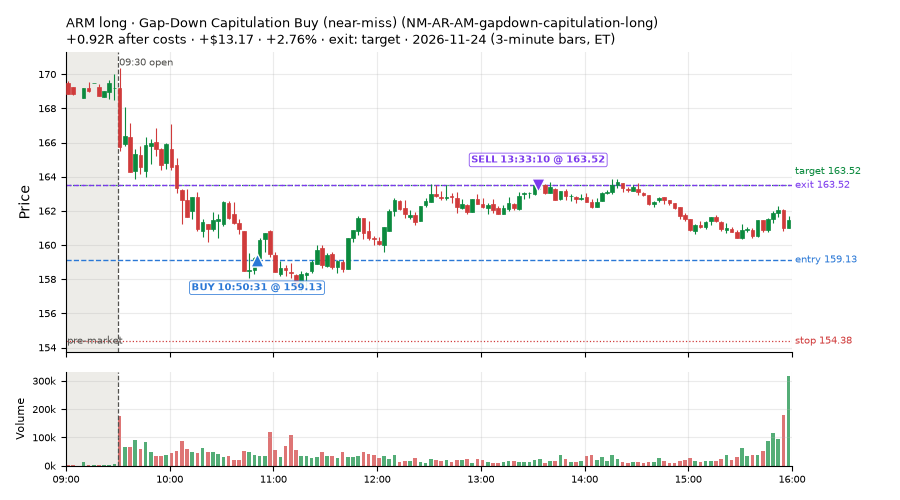 ARM long · Gap-Down Capitulation Buy (near-miss) (NM-AR-AM-gapdown-capitulation-long)
+0.92R after costs · +$13.17 · +2.76% · exit: target · 2026-11-24 (3-minute bars, ET)
09:30 open
170
168
166
164
162
160
158
156
154
Price
SELL 13:33:10 @ 163.52
target 163.52
exit 163.52
entry 159.13
BUY 10:50:31 @ 159.13
pre-market
stop 154.38
300k
200k
100k
0k
Volume
09:00
10:00
11:00
12:00
13:00
14:00
15:00
16:00